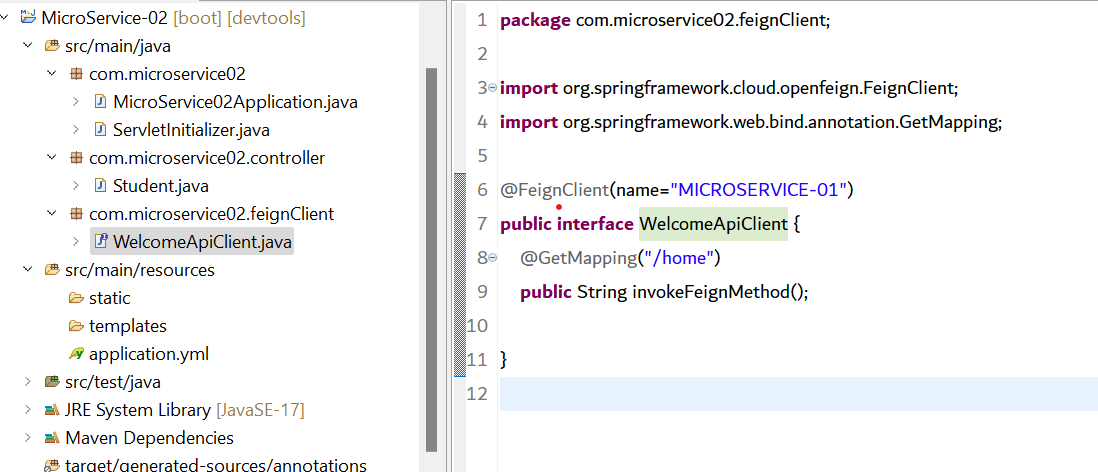 MicroService-02 [boot] [devtools]
src/main/java
com.microservice02
MicroService02Application.java
ServletInitializer.java
com.microservice02.controller
Student.java
com.microservice02.feignClient
WelcomeApiClient.java
src/main/resources
static
templates
application.yml
src/test/java
JRE System Library [JavaSE-17]
Maven Dependencies
target/generated-sources/annotations
1 package com.microservice02.feignClient;
2
3 import org.springframework.cloud.openfeign.FeignClient;
4 import org.springframework.web.bind.annotation.GetMapping;
5
6 @FeignClient(name="MICROSERVICE-01")
7 public interface WelcomeApiClient {
8 @GetMapping("/home")
9 public String invokeFeignMethod();
10
11 }
12